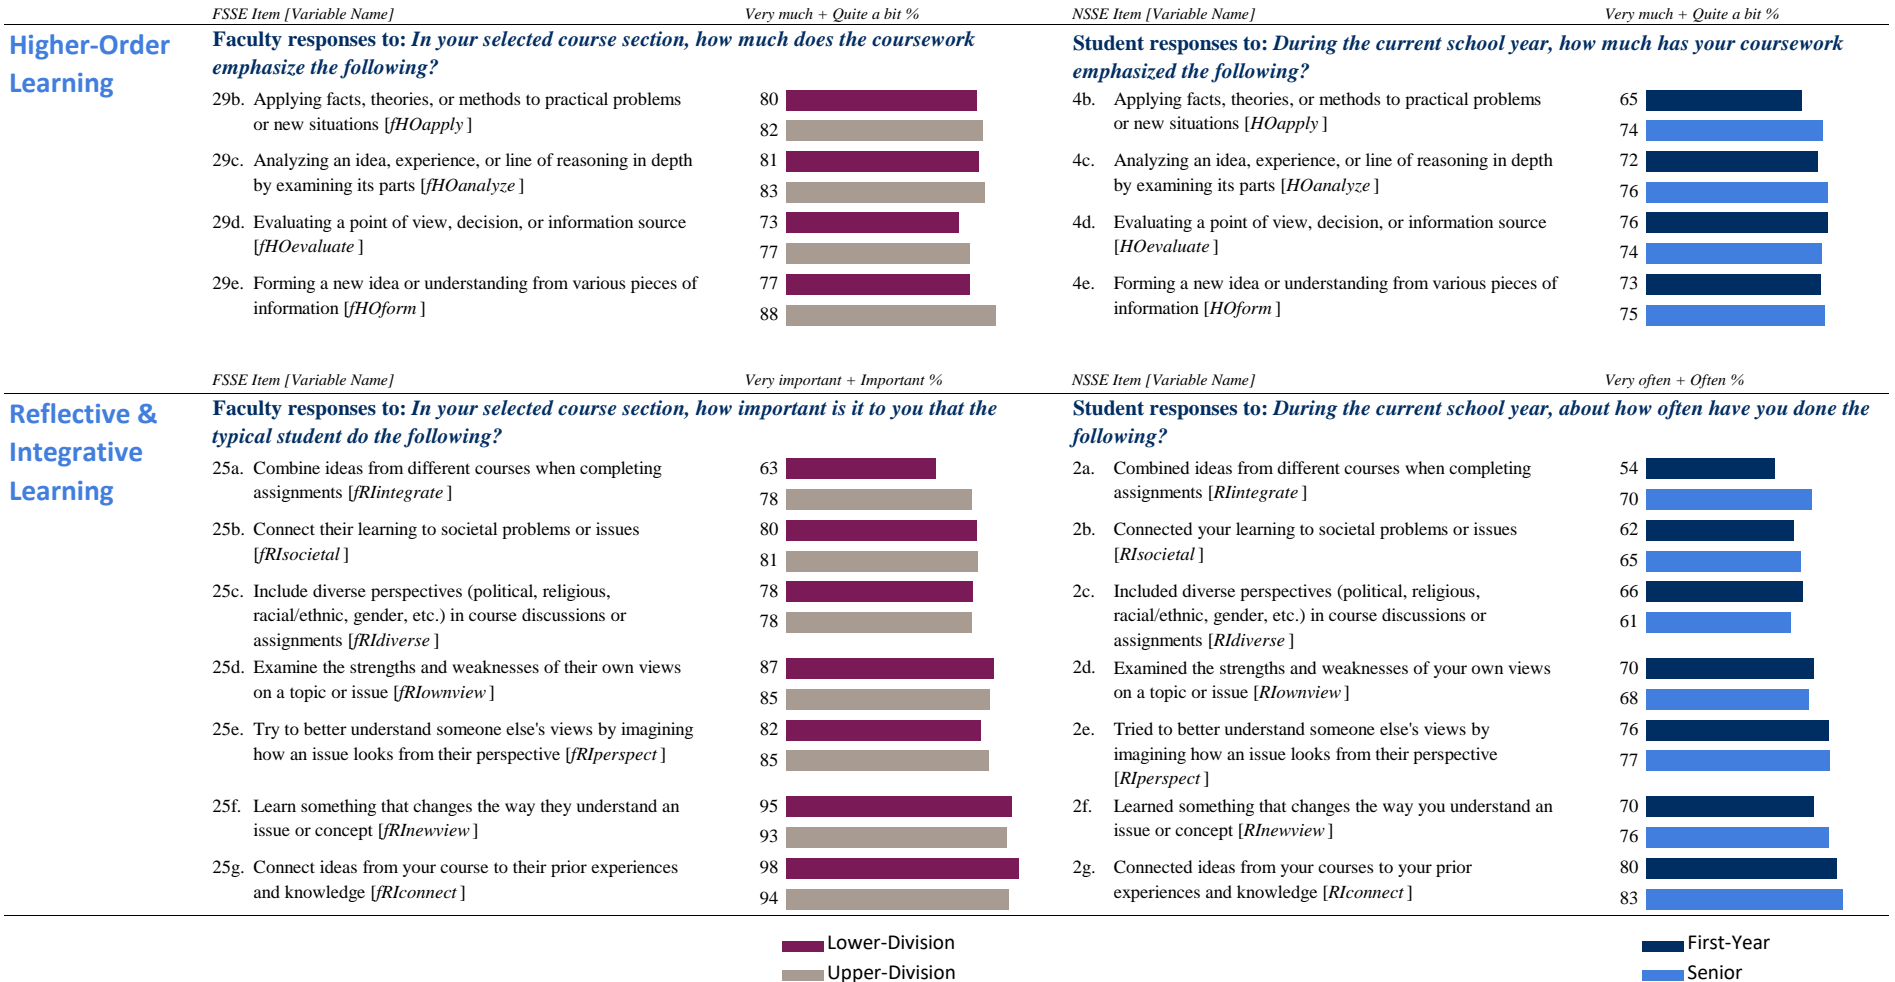 FSSE Item [Variable Name]
Very much + Quite a bit %
NSSE Item [Variable Name]
Very much + Quite a bit %
Higher-Order
Learning
Faculty responses to: In your selected course section, how much does the coursework
emphasize the following?
Student responses to: During the current school year, how much has your coursework
emphasized the following?
29b. Applying facts, theories, or methods to practical problems
or new situations [fHOapply ]
80
82
4b. Applying facts, theories, or methods to practical problems
or new situations [HOapply ]
65
74
29c. Analyzing an idea, experience, or line of reasoning in depth
by examining its parts [fHOanalyze ]
81
83
4c. Analyzing an idea, experience, or line of reasoning in depth
by examining its parts [HOanalyze ]
72
76
29d. Evaluating a point of view, decision, or information source
[fHOevaluate ]
73
77
4d. Evaluating a point of view, decision, or information source
[HOevaluate ]
76
74
29e. Forming a new idea or understanding from various pieces of
information [fHOform ]
77
88
4e. Forming a new idea or understanding from various pieces of
information [HOform ]
73
75
FSSE Item [Variable Name]
Very important + Important %
NSSE Item [Variable Name]
Very often + Often %
Reflective &
Integrative
Learning
Faculty responses to: In your selected course section, how important is it to you that the
typical student do the following?
Student responses to: During the current school year, about how often have you done the
following?
25a. Combine ideas from different courses when completing
assignments [fRIintegrate ]
63
78
2a. Combined ideas from different courses when completing
assignments [RIintegrate ]
54
70
25b. Connect their learning to societal problems or issues
[fRIsocietal ]
80
81
2b. Connected your learning to societal problems or issues
[RIsocietal ]
62
65
25c. Include diverse perspectives (political, religious,
racial/ethnic, gender, etc.) in course discussions or
assignments [fRIdiverse ]
78
78
2c. Included diverse perspectives (political, religious,
racial/ethnic, gender, etc.) in course discussions or
assignments [RIdiverse ]
66
61
25d. Examine the strengths and weaknesses of their own views
on a topic or issue [fRIownview ]
87
85
2d. Examined the strengths and weaknesses of your own views
on a topic or issue [RIownview ]
70
68
25e. Try to better understand someone else's views by imagining
how an issue looks from their perspective [fRIperspect ]
82
85
2e. Tried to better understand someone else's views by
imagining how an issue looks from their perspective
[RIperspect ]
76
77
25f. Learn something that changes the way they understand an
issue or concept [fRInewview ]
95
93
2f. Learned something that changes the way you understand an
issue or concept [RInewview ]
70
76
25g. Connect ideas from your course to their prior experiences
and knowledge [fRIconnect ]
98
94
2g. Connected ideas from your courses to your prior
experiences and knowledge [RIconnect ]
80
83
Lower-Division
Upper-Division
First-Year
Senior